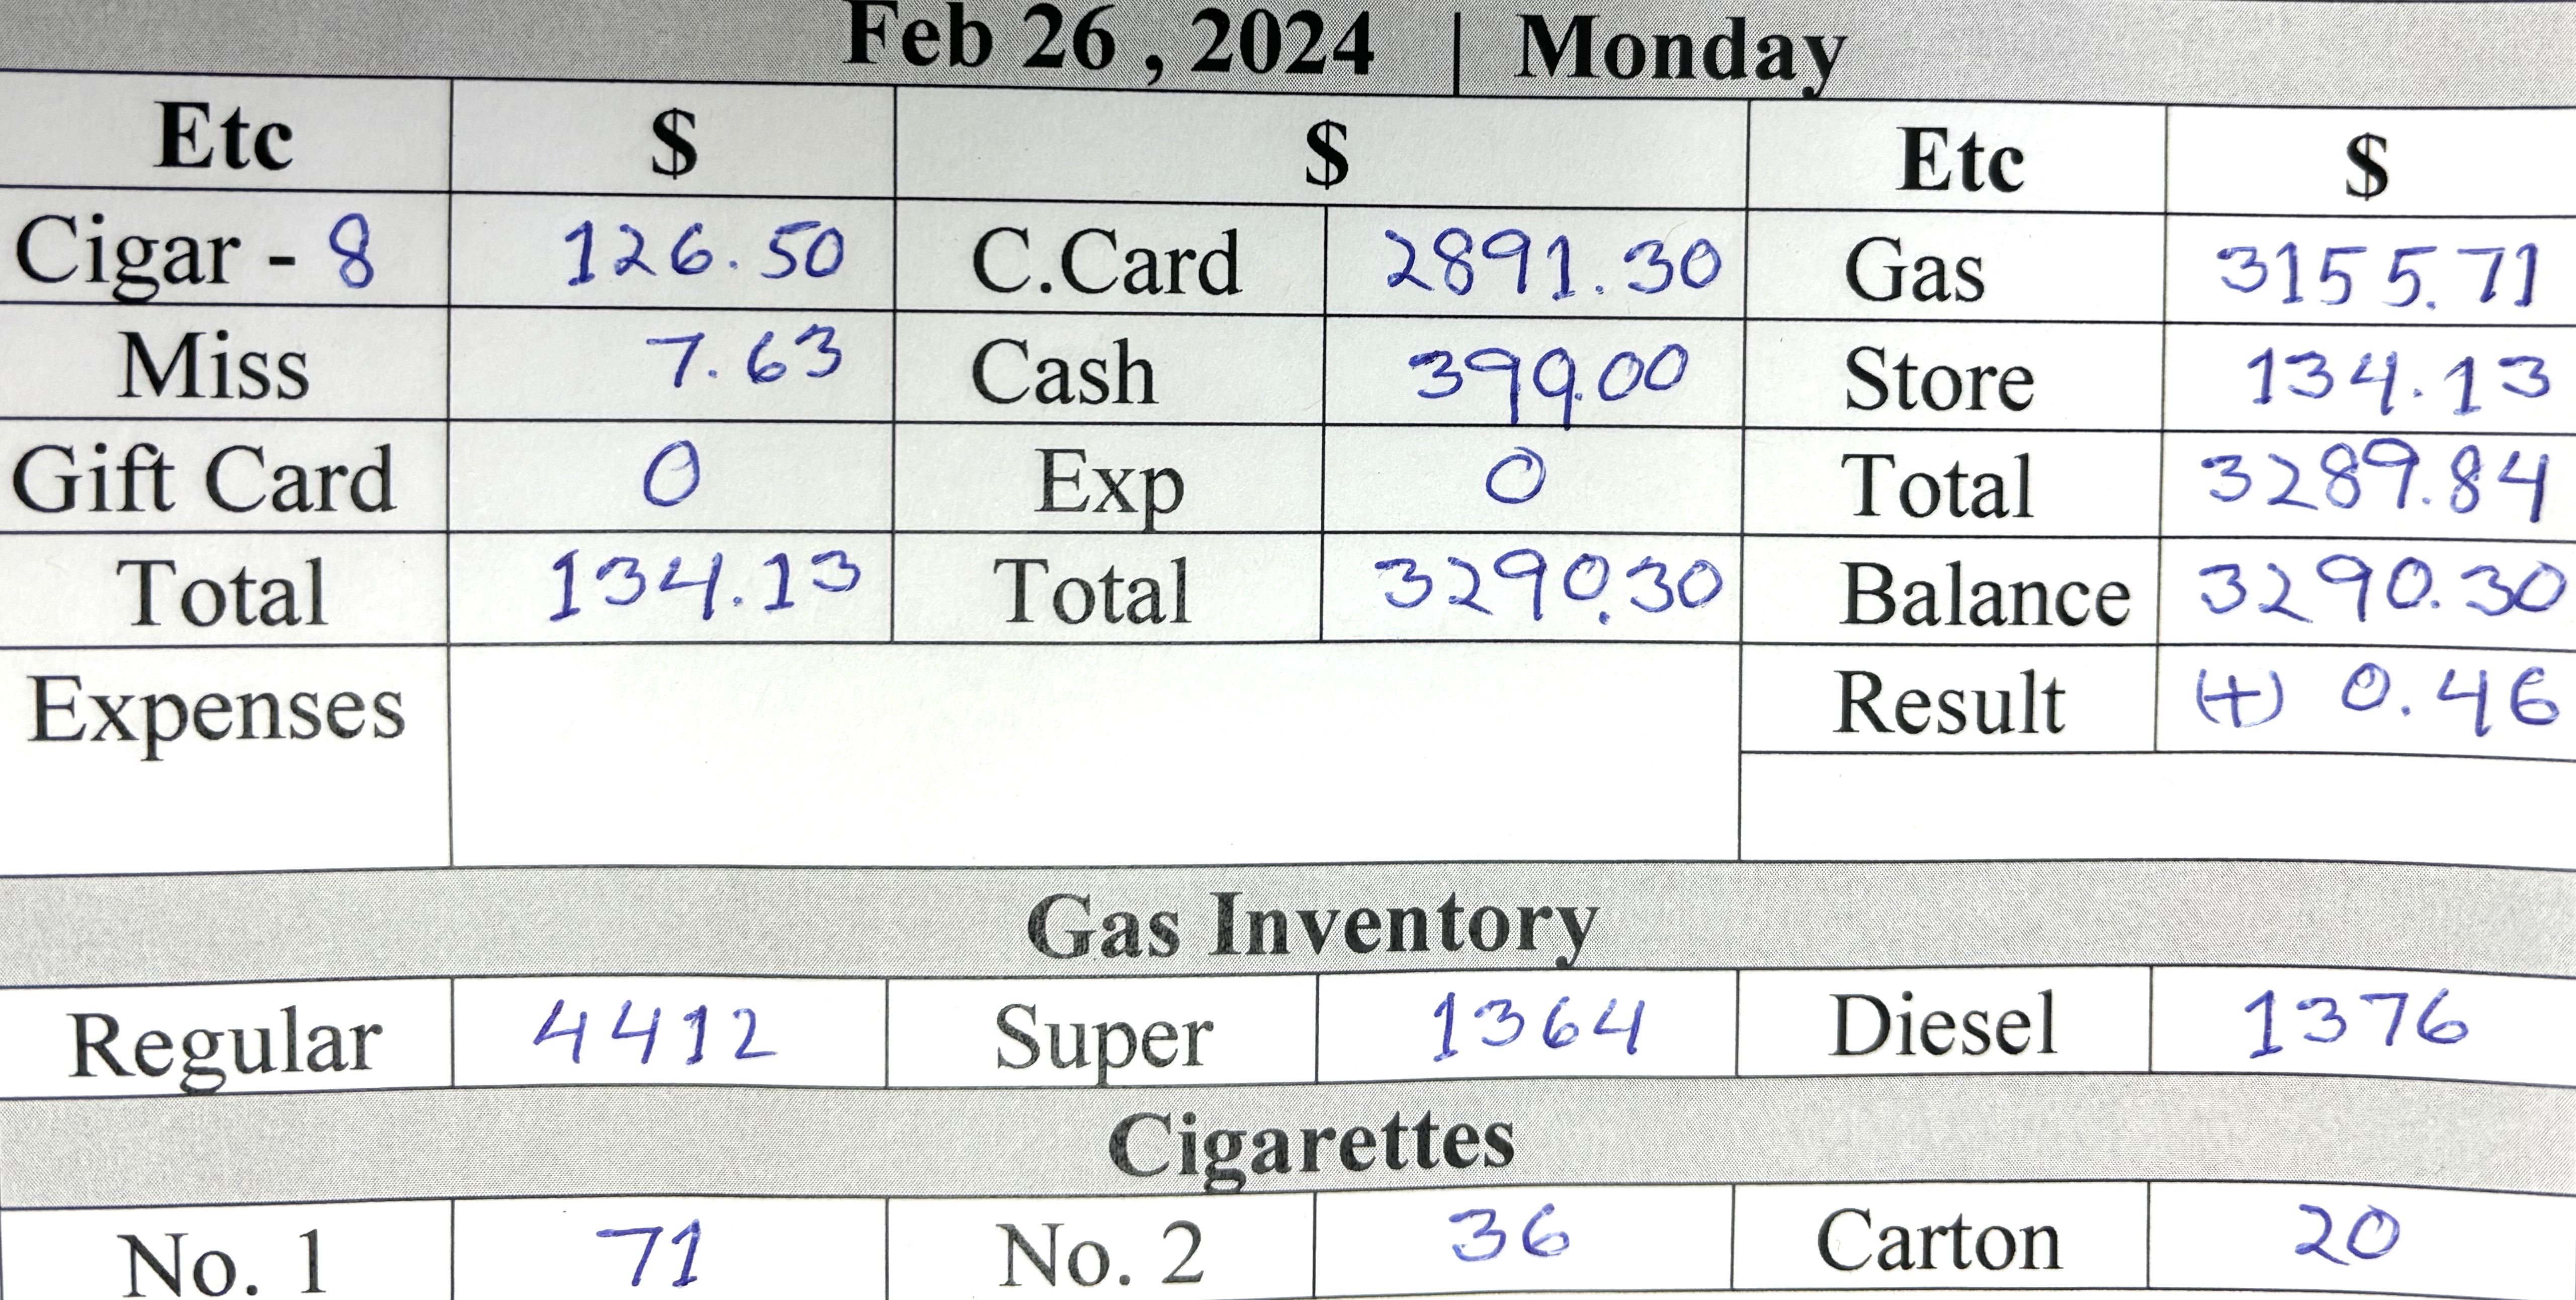 Feb 26 , 2024 | Monday
Etc $ $ Etc $
Cigar - 8 126.50 C.Card 2891.30 Gas 3155.71
Miss 7.63 Cash 399.00 Store 134.13
Gift Card 0 Exp 0 Total 3289.84
Total 134.13 Total 3290.30 Balance 3290.30
Expenses Result (+) 0.46
Gas Inventory
Regular 4412 Super 1364 Diesel 1376
Cigarettes
No. 1 71 No. 2 36 Carton 20